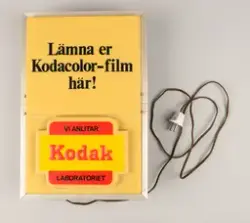 Lämna er
Kodacolor-film
här!
VI ANLITAR
Kodak
LABORATORIET